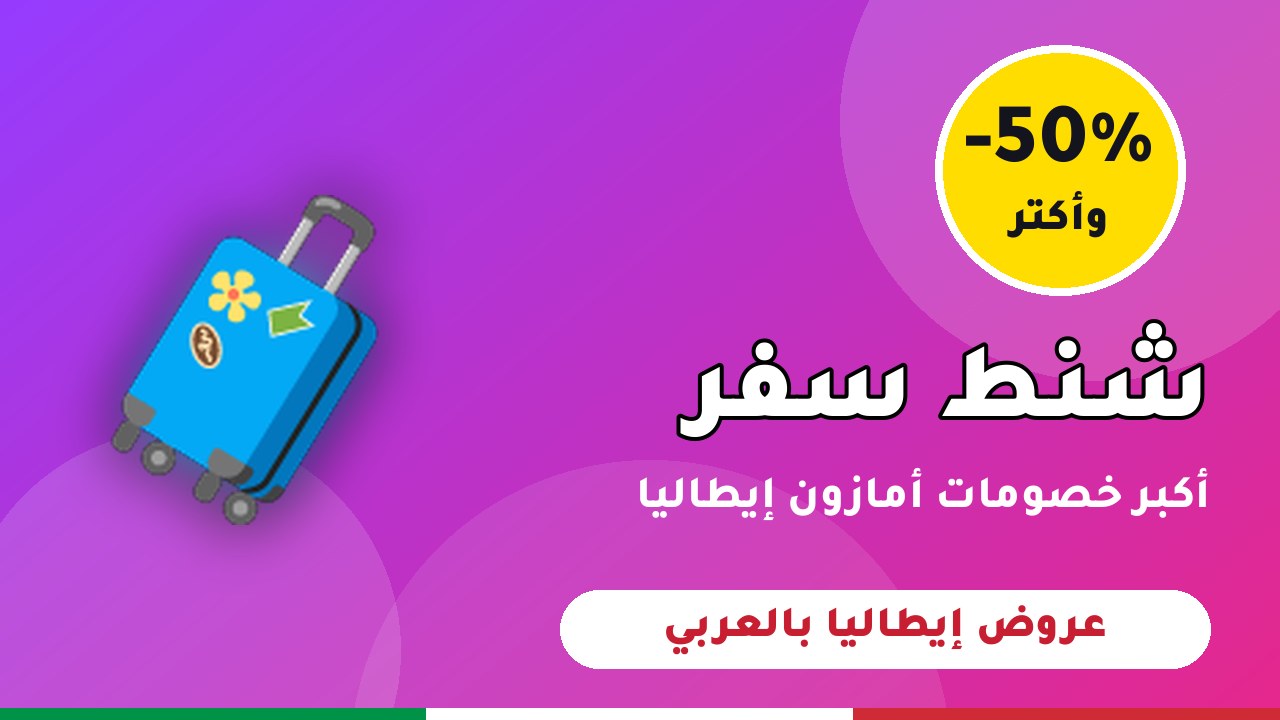 -50%
وأكتر
شنط سفر
أكبر خصومات أمازون إيطاليا
عروض إيطاليا بالعربي